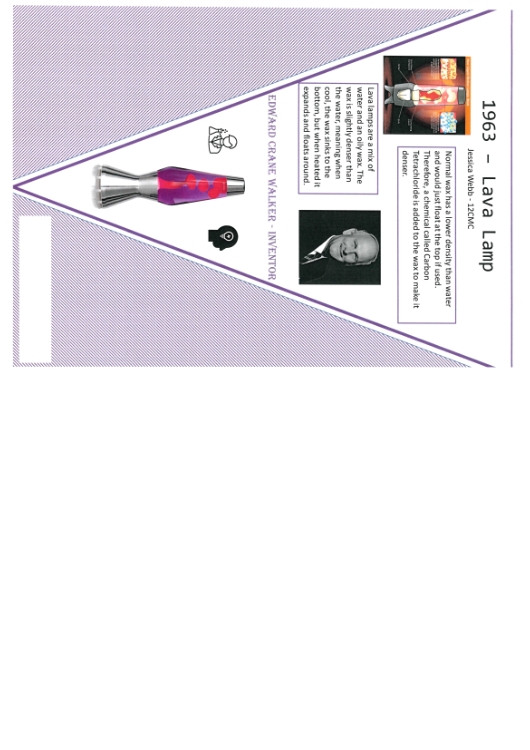 1963 – Lava Lamp
Jessica Webb - 12CMC
Normal wax has a lower density than water
and would just float at the top if used.
Therefore, a chemical called Carbon
Tetrachloride is added to the wax to make it
denser.
Lava lamps are a mix of
water and an oily wax. The
wax is slightly denser than
the water, meaning when
cool, the wax sinks to the
bottom, but when heated it
expands and floats around.
EDWARD CRANE WALKER - INVENTOR